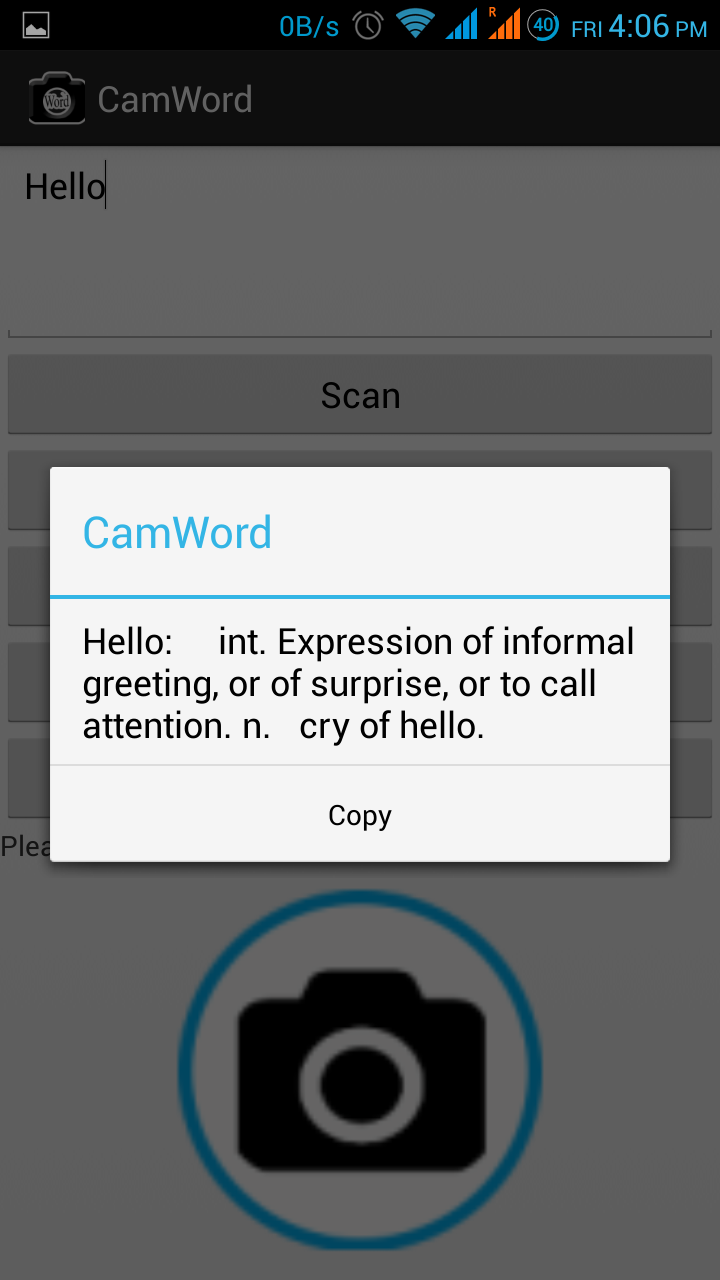 0B/s R 40 FRI 4:06 PM
Word CamWord
Hello
Scan
CamWord
Hello: int. Expression of informal
greeting, or of surprise, or to call
attention. n. cry of hello.
Copy